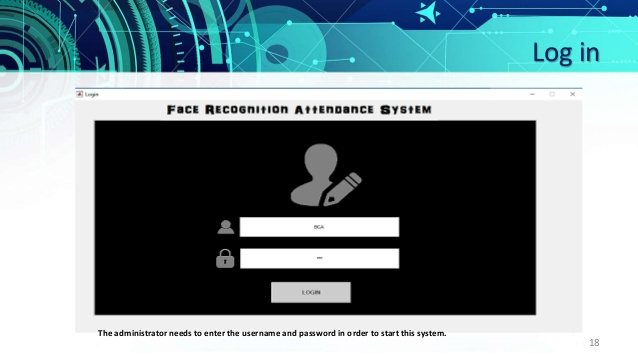 Log in
Login
Face Recognition Attendance System
BCA
LOGIN
The administrator needs to enter the username and password in order to start this system.
18